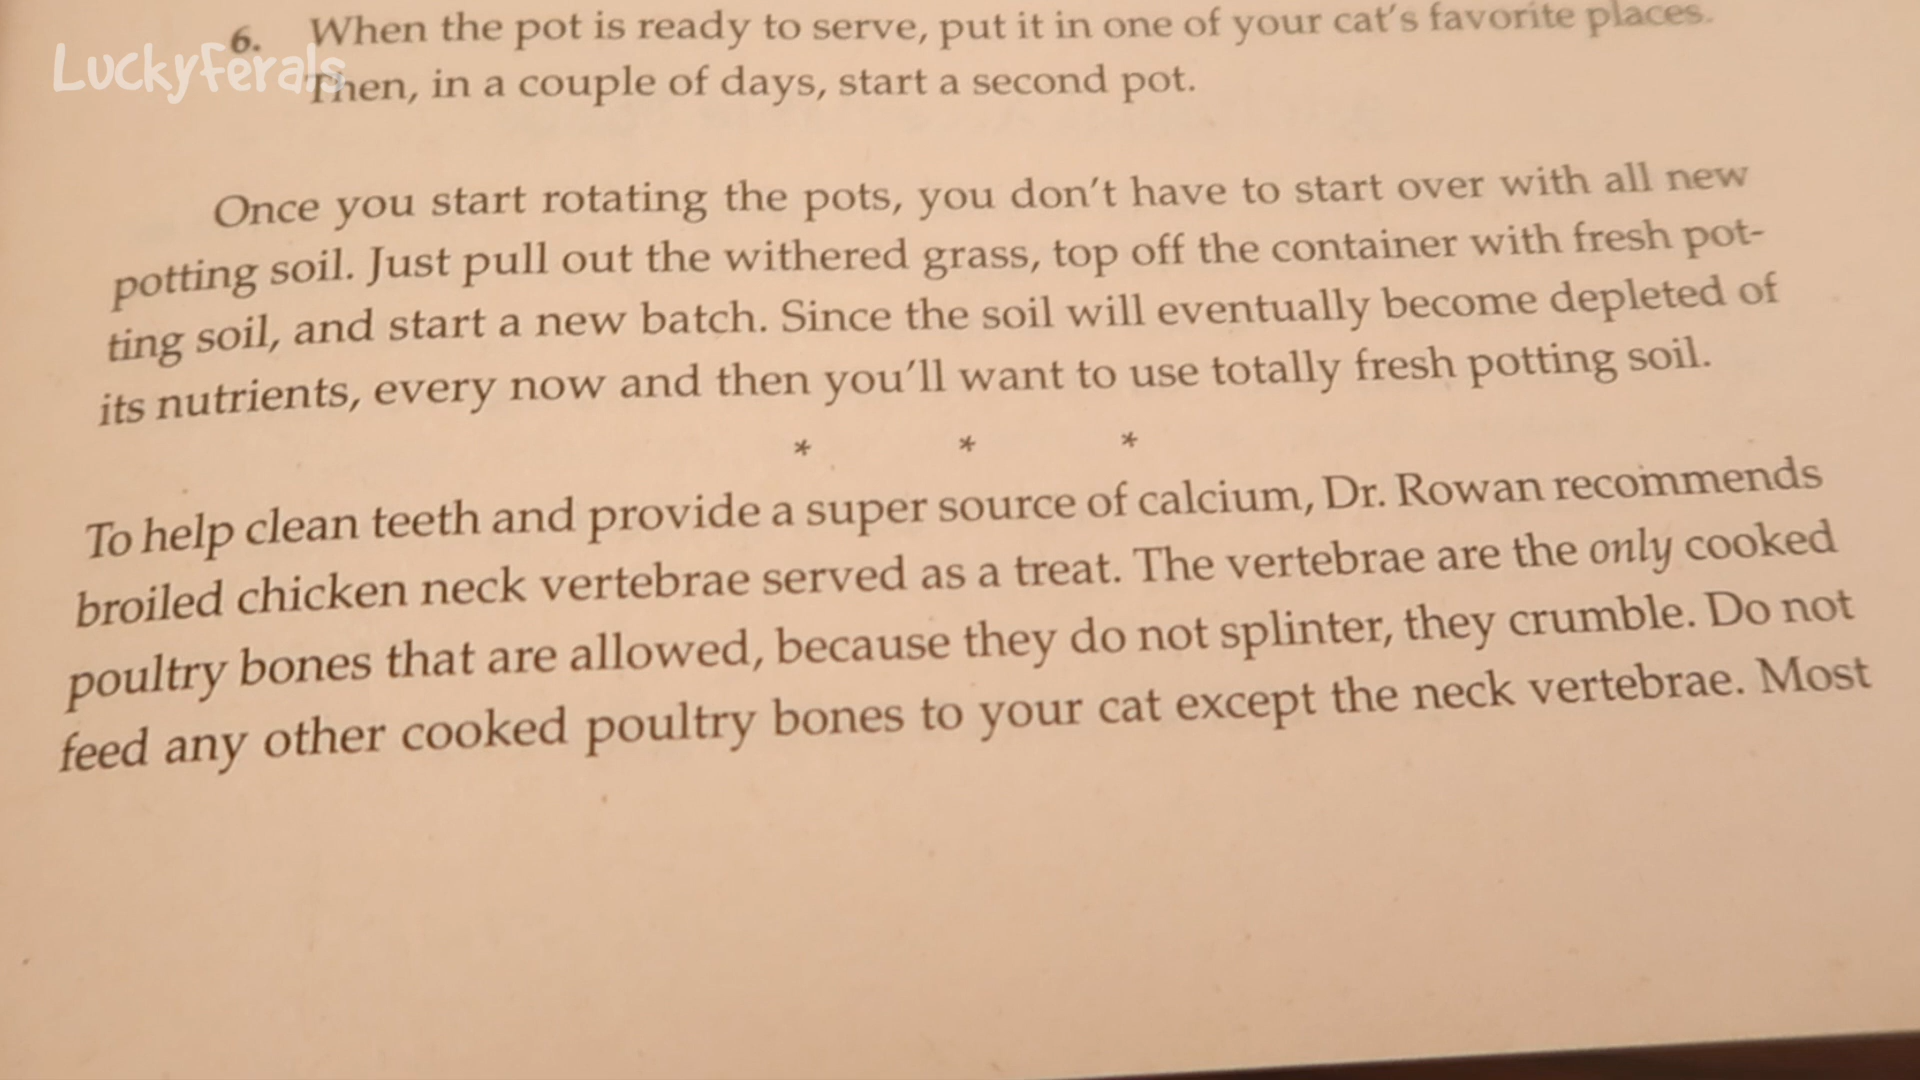 LuckyFerals
6. When the pot is ready to serve, put it in one of your cat's favorite places.
Then, in a couple of days, start a second pot.
Once you start rotating the pots, you don't have to start over with all new
potting soil. Just pull out the withered grass, top off the container with fresh pot-
ting soil, and start a new batch. Since the soil will eventually become depleted of
its nutrients, every now and then you'll want to use totally fresh potting soil.
* * *
To help clean teeth and provide a super source of calcium, Dr. Rowan recommends
broiled chicken neck vertebrae served as a treat. The vertebrae are the only cooked
poultry bones that are allowed, because they do not splinter, they crumble. Do not
feed any other cooked poultry bones to your cat except the neck vertebrae. Most